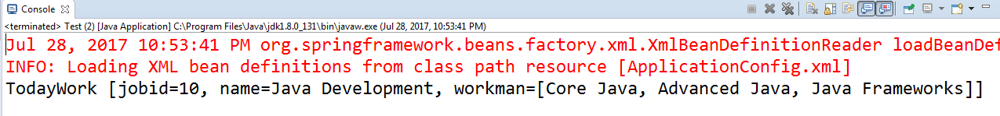 Console
<terminated> Test (2) [Java Application] C:\Program Files\Java\jdk1.8.0_131\bin\javaw.exe (Jul 28, 2017, 10:53:41 PM)
Jul 28, 2017 10:53:41 PM org.springframework.beans.factory.xml.XmlBeanDefinitionReader loadBeanDef
INFO: Loading XML bean definitions from class path resource [ApplicationConfig.xml]
TodayWork [jobid=10, name=Java Development, workman=[Core Java, Advanced Java, Java Frameworks]]